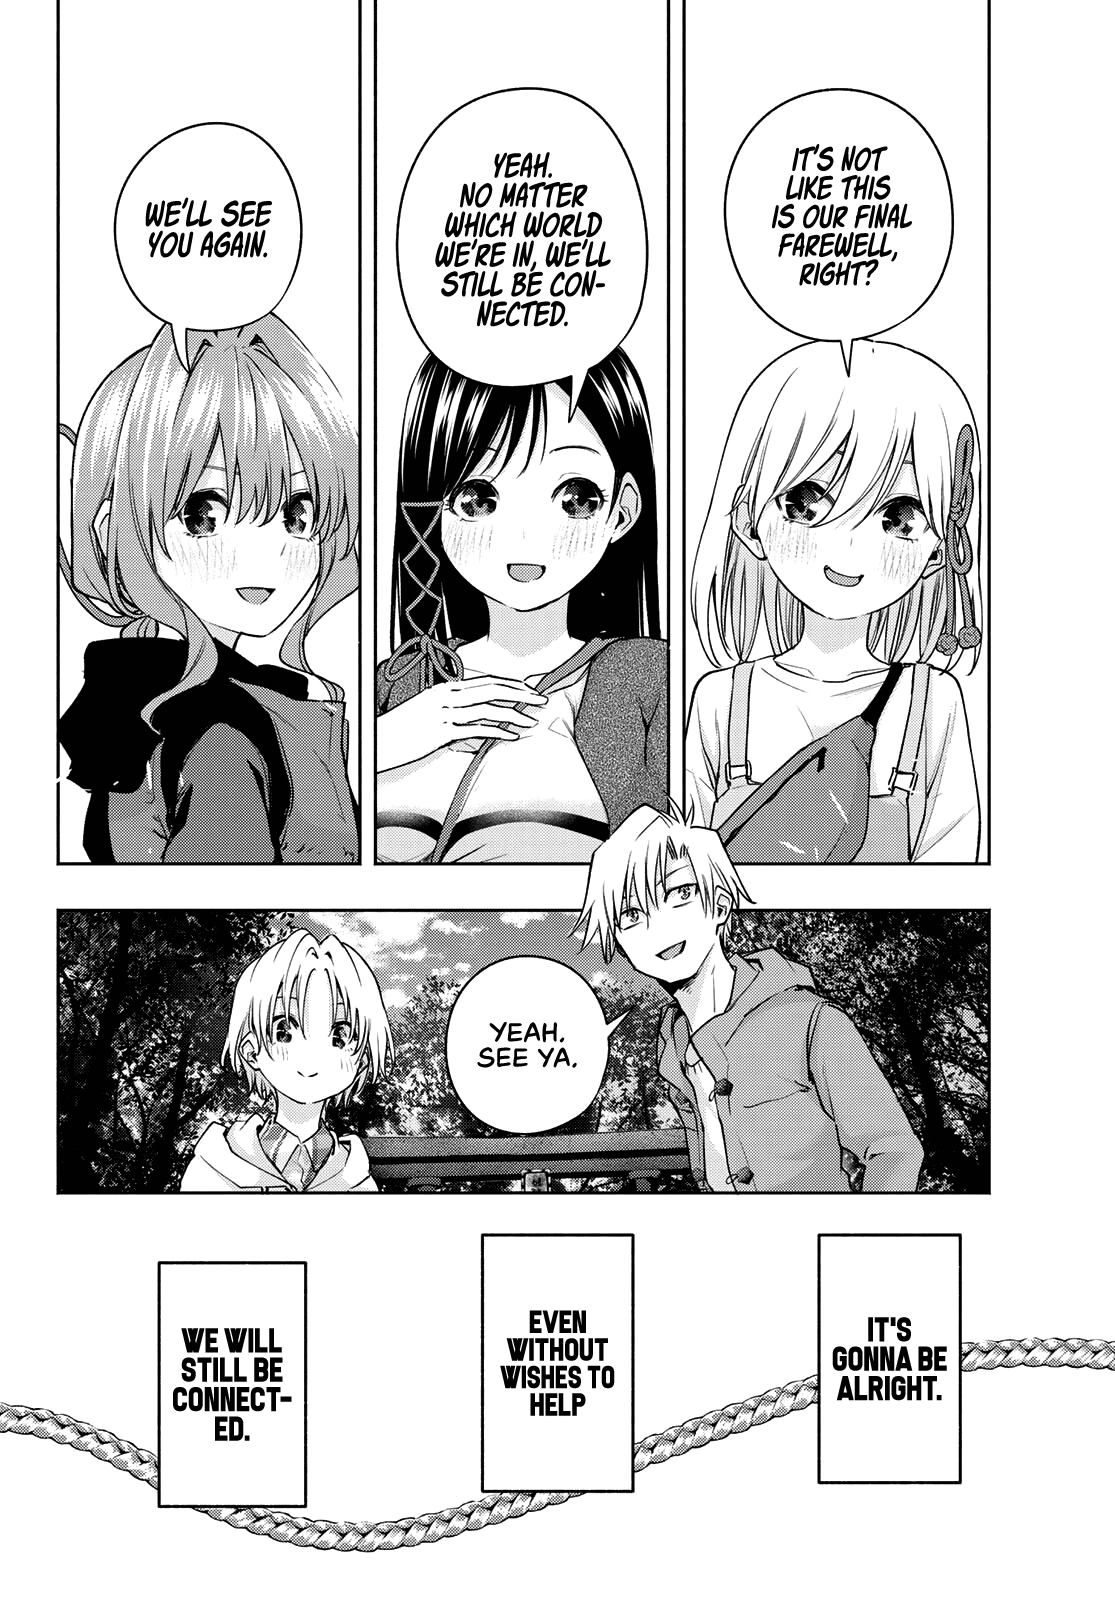 IT'S NOT
LIKE THIS
IS OUR FINAL
FAREWELL,
RIGHT?
YEAH.
NO MATTER
WHICH WORLD
WE'RE IN, WE'LL
STILL BE CON-
NECTED.
WE'LL SEE
YOU AGAIN.
YEAH.
SEE YA.
IT'S
GONNA BE
ALRIGHT.
EVEN
WITHOUT
WISHES TO
HELP
WE WILL
STILL BE
CONNECT-
ED.